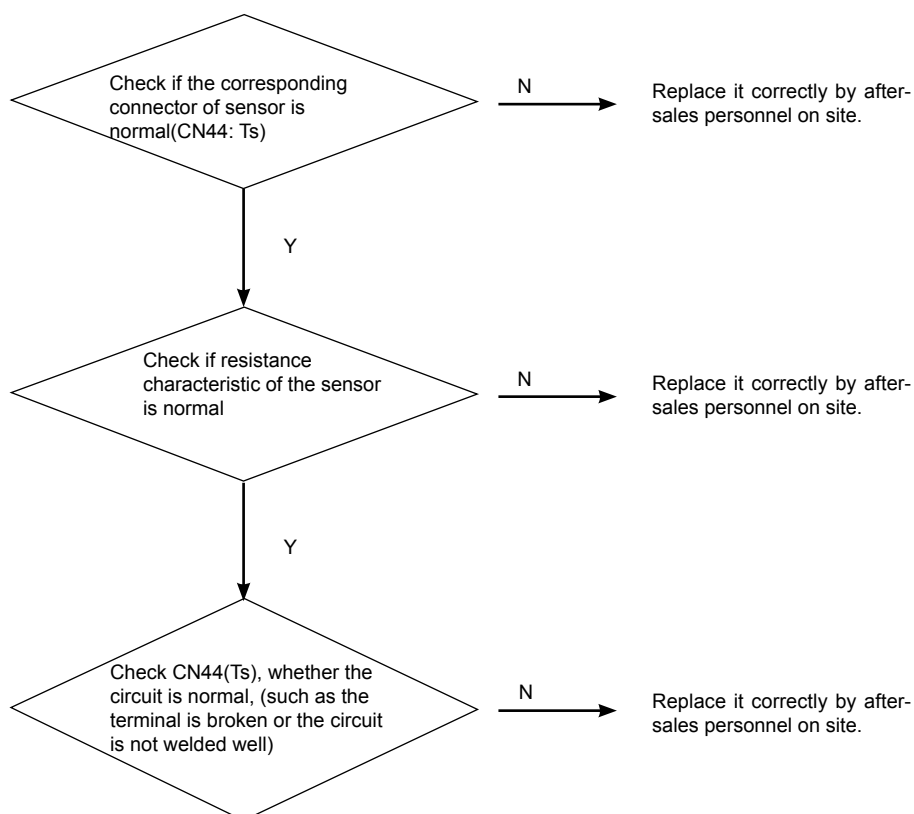 Check if the corresponding
connector of sensor is
normal(CN44: Ts)
N
Replace it correctly by after-
sales personnel on site.
Y
Check if resistance
characteristic of the sensor
is normal
N
Replace it correctly by after-
sales personnel on site.
Y
Check CN44(Ts), whether the
circuit is normal, (such as the
terminal is broken or the circuit
is not welded well)
N
Replace it correctly by after-
sales personnel on site.